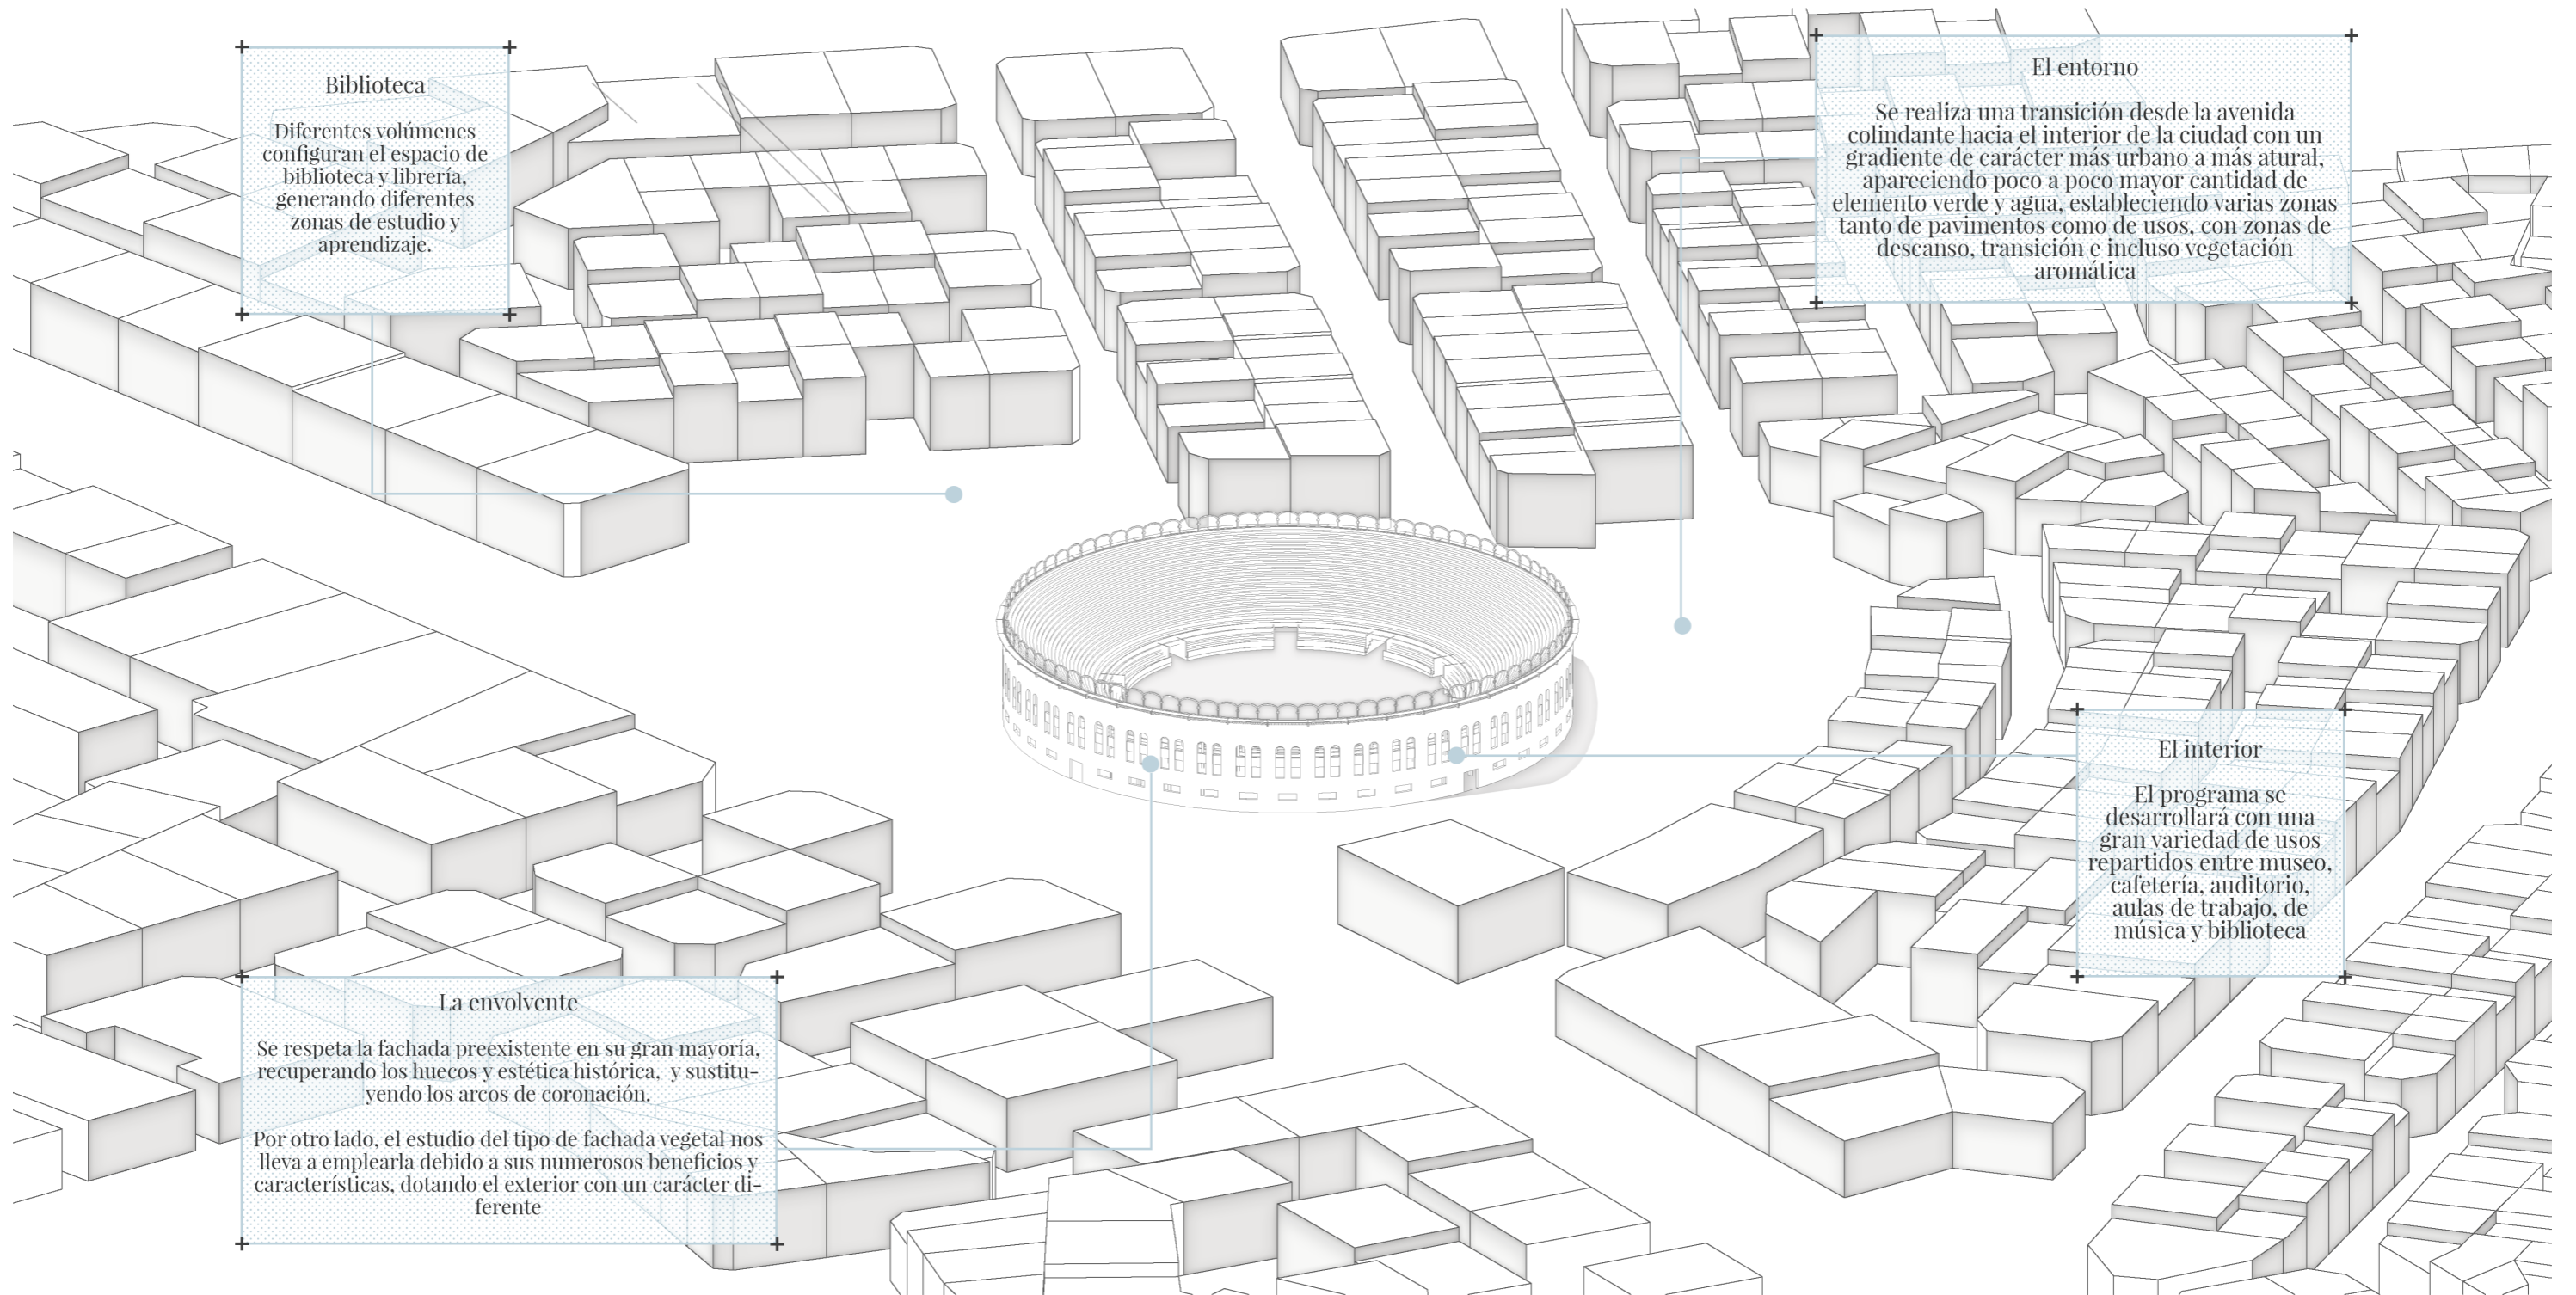 Biblioteca
Diferentes volúmenes
configuran el espacio de
biblioteca y librería,
generando diferentes
zonas de estudio y
aprendizaje.
El entorno
Se realiza una transición desde la avenida
colindante hacia el interior de la ciudad con un
gradiente de carácter más urbano a más atural,
apareciendo poco a poco mayor cantidad de
elemento verde y agua, estableciendo varias zonas
tanto de pavimentos como de usos, con zonas de
descanso, transición e incluso vegetación
aromática
El interior
El programa se
desarrollará con una
gran variedad de usos
repartidos entre museo,
cafetería, auditorio,
aulas de trabajo, de
música y biblioteca
La envolvente
Se respeta la fachada preexistente en su gran mayoría,
recuperando los huecos y estética histórica,  y sustitu-
yendo los arcos de coronación.
Por otro lado, el estudio del tipo de fachada vegetal nos
lleva a emplearla debido a sus numerosos beneficios y
características, dotando el exterior con un carácter di-
ferente